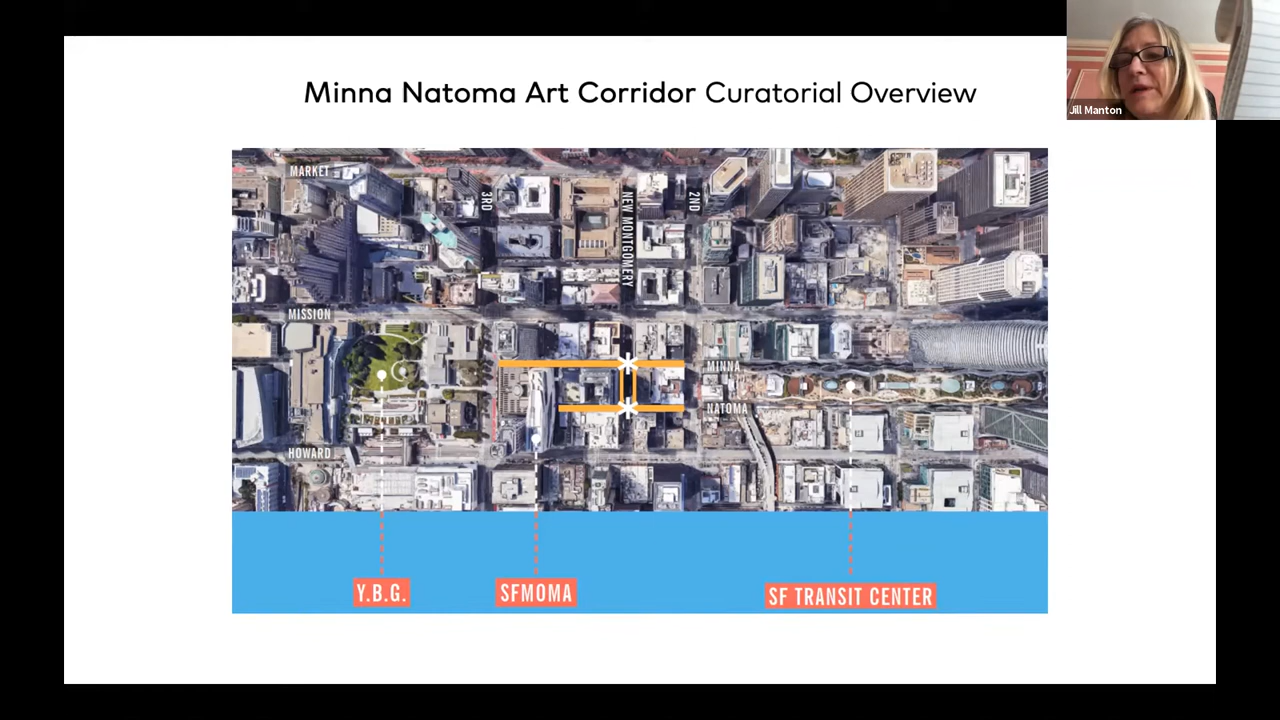 Minna Natoma Art Corridor Curatorial Overview
Jill Manton
MARKET
3RD
NEW MONTGOMERY
2ND
MISSION
MINNA
NATOMA
HOWARD
Y.B.G.
SFMOMA
SF TRANSIT CENTER